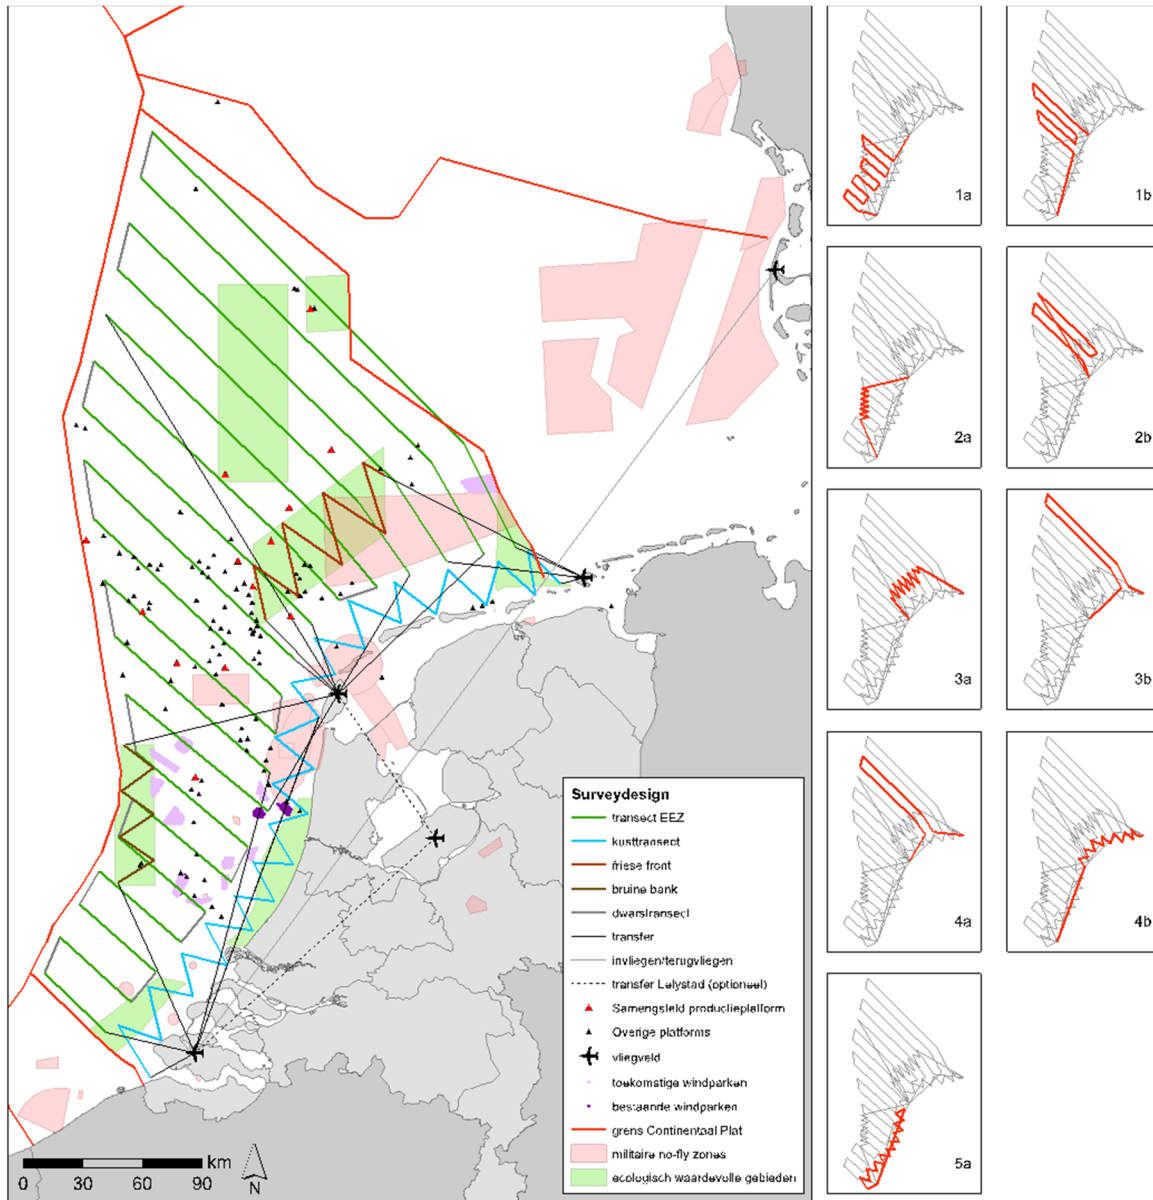 1a
1b
2a
2b
3a
3b
4a
4b
5a
Surveydesign
transect EEZ
kusttransect
friese front
bruine bank
dwarstransect
transfer
invliegen/terugvliegen
transfer Lelystad (optioneel)
Samengsteld productieplatform
Overige platforms
vliegveld
toekomstige windparken
bestaande windparken
grens Continentaal Plat
militaire no-fly zones
ecologisch waardevolle gebieden
km
0 30 60 90
N